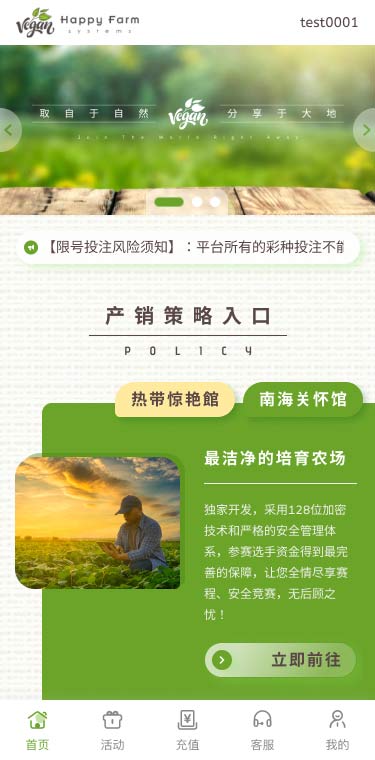 Vegan
Happy Farm
systems
test0001
取自于自然
Vegan
分享于大地
Join The World Right Away
【限号投注风险须知】：平台所有的彩种投注不能
产销策略入口
POLICY
热带惊艳館
南海关怀馆
最洁净的培育农场
独家开发，采用128位加密
技术和严格的安全管理体
系，参赛选手资金得到最完
善的保障，让您全情尽享赛
程、安全竞赛，无后顾之
忧！
立即前往
首页
活动
充值
客服
我的